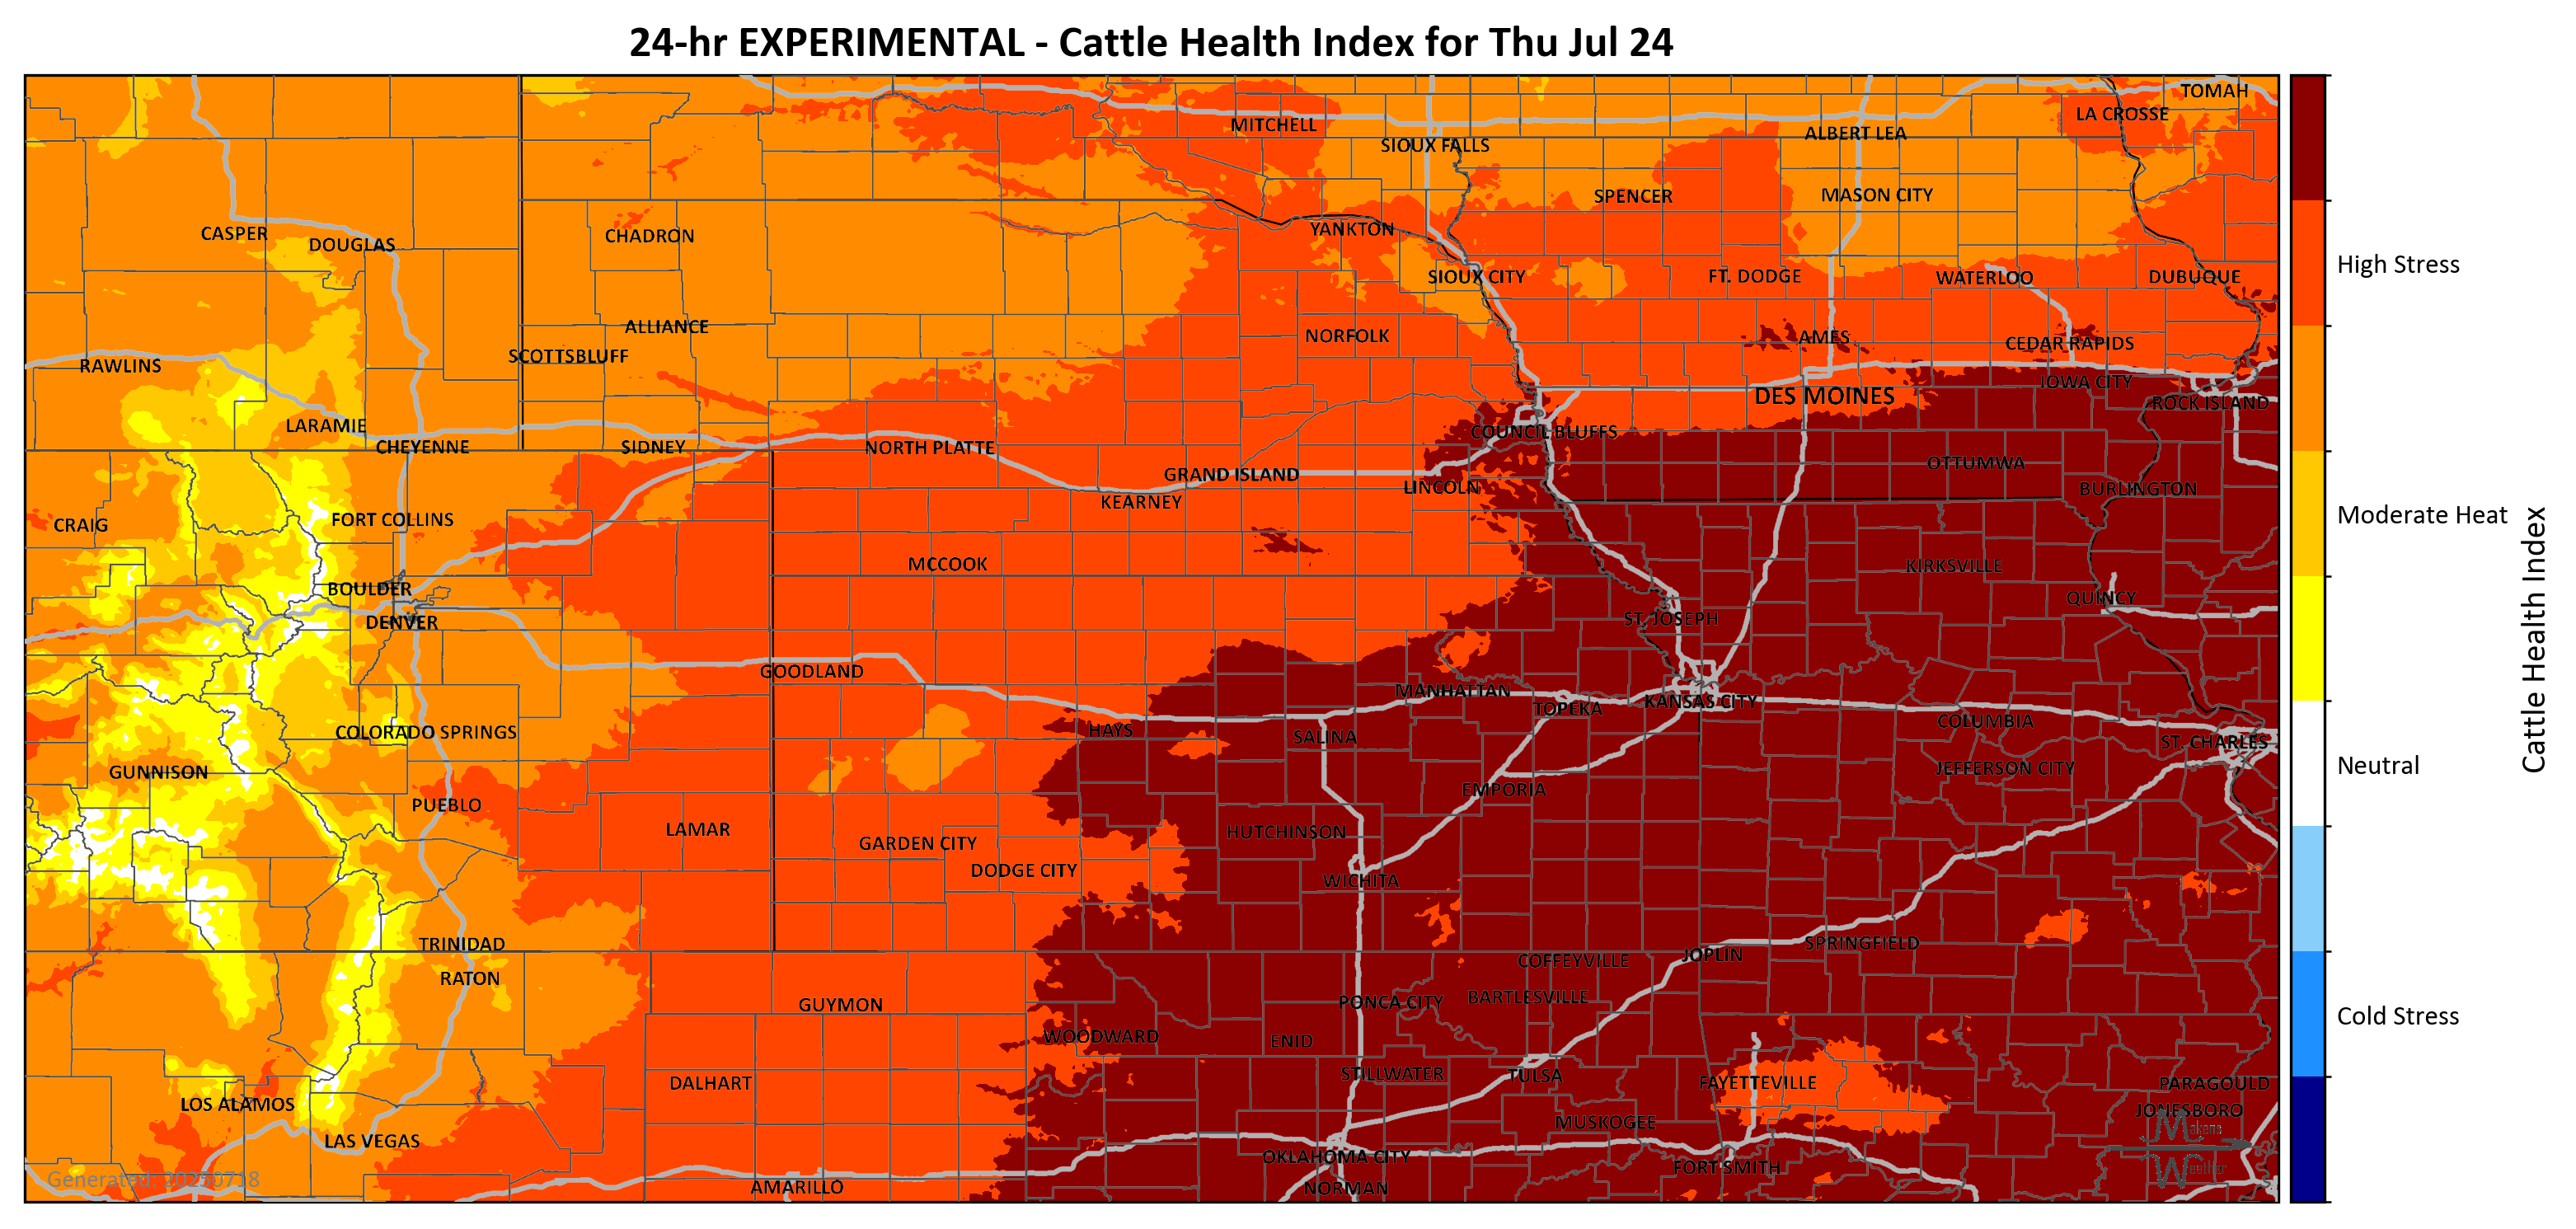 24-hr EXPERIMENTAL - Cattle Health Index for Thu Jul 24
TOMAH
LA CROSSE
MITCHELL
ALBERT LEA
SIOUX FALLS
SPENCER
MASON CITY
CASPER
DOUGLAS
CHADRON
YANKTON
SIOUX CITY
FT. DODGE
WATERLOO
DUBUQUE
High Stress
ALLIANCE
NORFOLK
AMES
CEDAR RAPIDS
SCOTTSBLUFF
RAWLINS
IOWA CITY
DES MOINES
ROCK ISLAND
LARAMIE
COUNCIL BLUFFS
CHEYENNE
SIDNEY
NORTH PLATTE
OTTUMWA
GRAND ISLAND
LINCOLN
BURLINGTON
KEARNEY
Moderate Heat
CRAIG
FORT COLLINS
MCCOOK
KIRKSVILLE
BOULDER
QUINCY
DENVER
ST. JOSEPH
Cattle Health Index
GOODLAND
MANHATTAN
KANSAS CITY
TOPEKA
COLUMBIA
COLORADO SPRINGS
HAYS
SALINA
ST. CHARLES
Neutral
GUNNISON
JEFFERSON CITY
EMPORIA
PUEBLO
LAMAR
HUTCHINSON
GARDEN CITY
DODGE CITY
WICHITA
TRINIDAD
SPRINGFIELD
JOPLIN
COFFEYVILLE
RATON
BARTLESVILLE
GUYMON
PONCA CITY
Cold Stress
WOODWARD
ENID
STILLWATER
TULSA
DALHART
FAYETTEVILLE
PARAGOULD
LOS ALAMOS
JONESBORO
MUSKOGEE
LAS VEGAS
OKLAHOMA CITY
FORT SMITH
Weather
Generated: 20250718
AMARILLO
NORMAN